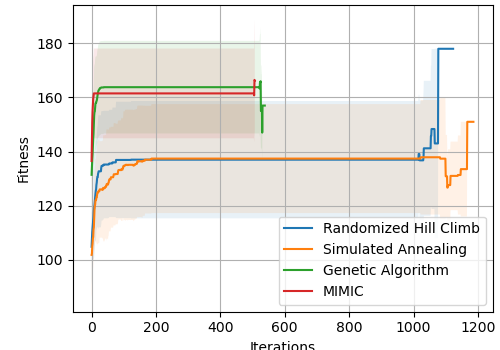 180
160
140
120
100
Fitness
0
200
400
600
800
1000
1200
Iterations
Randomized Hill Climb
Simulated Annealing
Genetic Algorithm
MIMIC